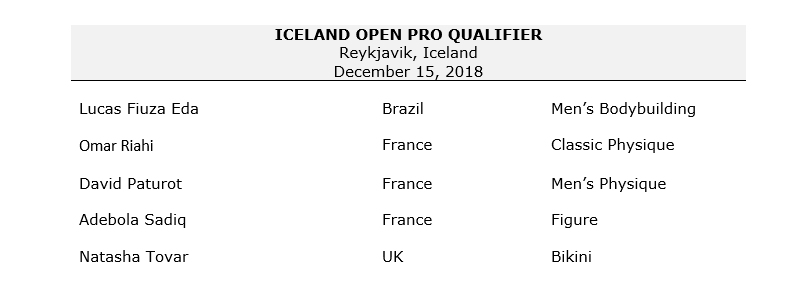 ICELAND OPEN PRO QUALIFIER
Reykjavik, Iceland
December 15, 2018
Lucas Fiuza Eda Brazil Men’s Bodybuilding
Omar Riahi France Classic Physique
David Paturot France Men’s Physique
Adebola Sadiq France Figure
Natasha Tovar UK Bikini